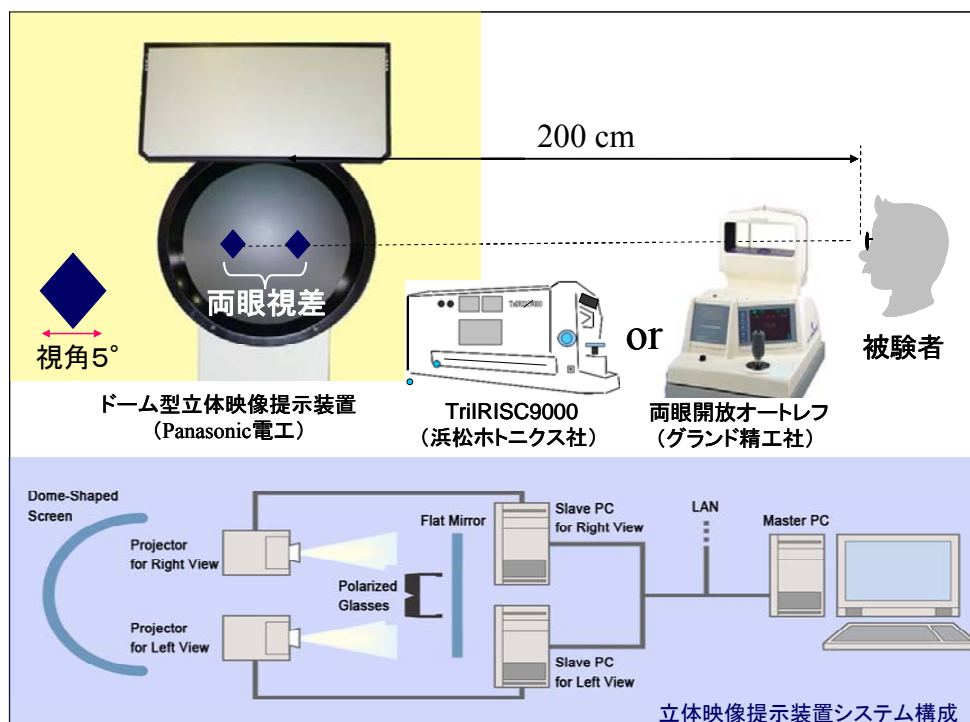 200 cm
両眼視差
視角5°
TriIRISC9000
or
被験者
ドーム型立体映像提示装置
（Panasonic電工）
TriIRISC9000
（浜松ホトニクス社）
両眼開放オートレフ
（グランド精工社）
Dome-Shaped
Screen
Projector
for Right View
Projector
for Left View
Polarized
Glasses
Flat Mirror
Slave PC
for Right View
Slave PC
for Left View
LAN
Master PC
立体映像提示装置システム構成